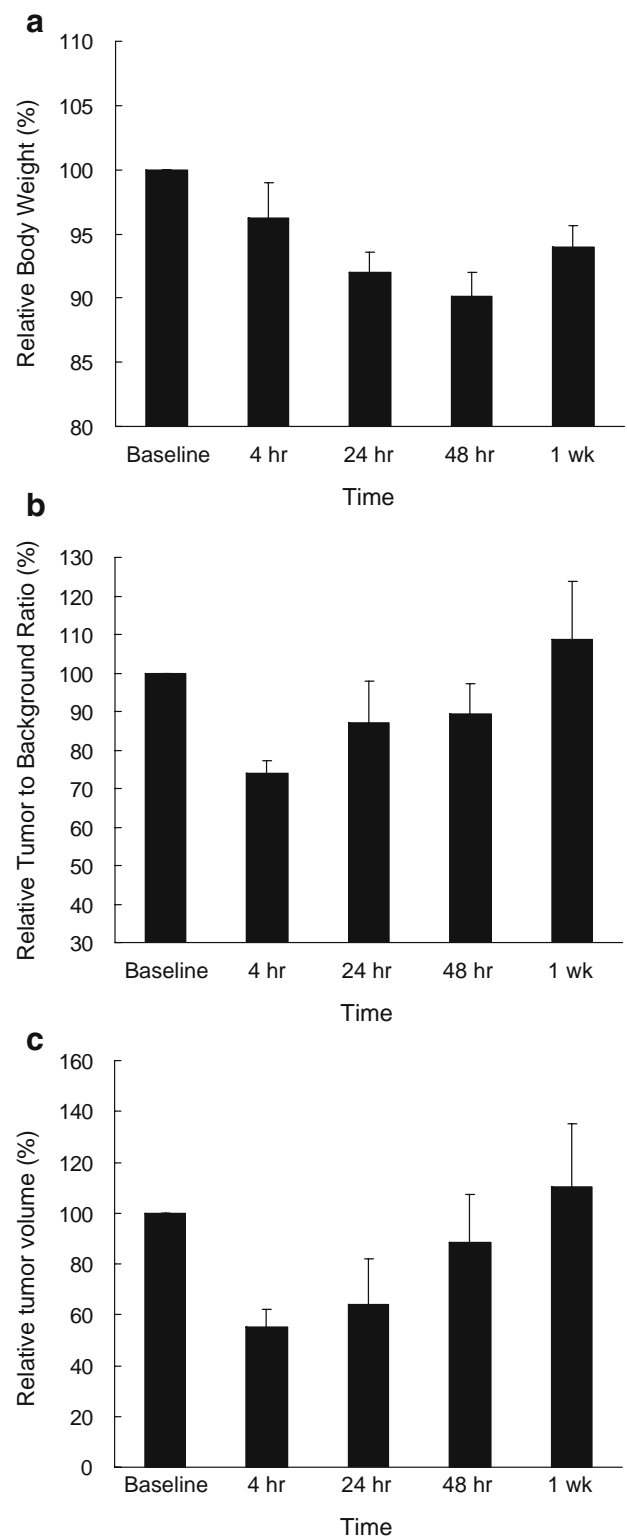 a
Relative Body Weight (%)
110
105
100
95
90
85
80
Baseline 4 hr 24 hr 48 hr 1 wk
Time
b
Relative Tumor to Background Ratio (%)
130
120
110
100
90
80
70
60
50
40
30
Baseline 4 hr 24 hr 48 hr 1 wk
Time
c
Relative tumor volume (%)
160
140
120
100
80
60
40
20
0
Baseline 4 hr 24 hr 48 hr 1 wk
Time